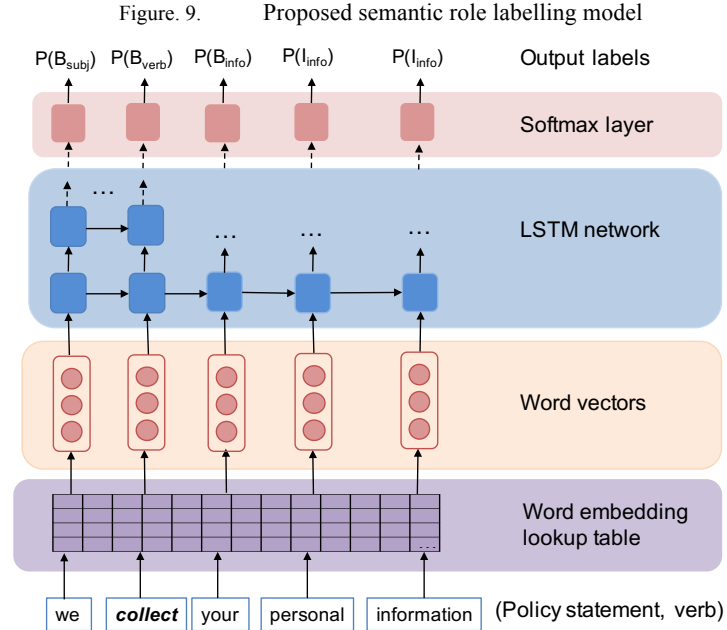 Figure. 9. Proposed semantic role labelling model
P(Bsubj) P(Bverb) P(Binfo) P(Iinfo) P(Iinfo) Output labels
Softmax layer
...
... ... ... LSTM network
Word vectors
Word embedding
lookup table
...
we collect your personal information (Policy statement, verb)